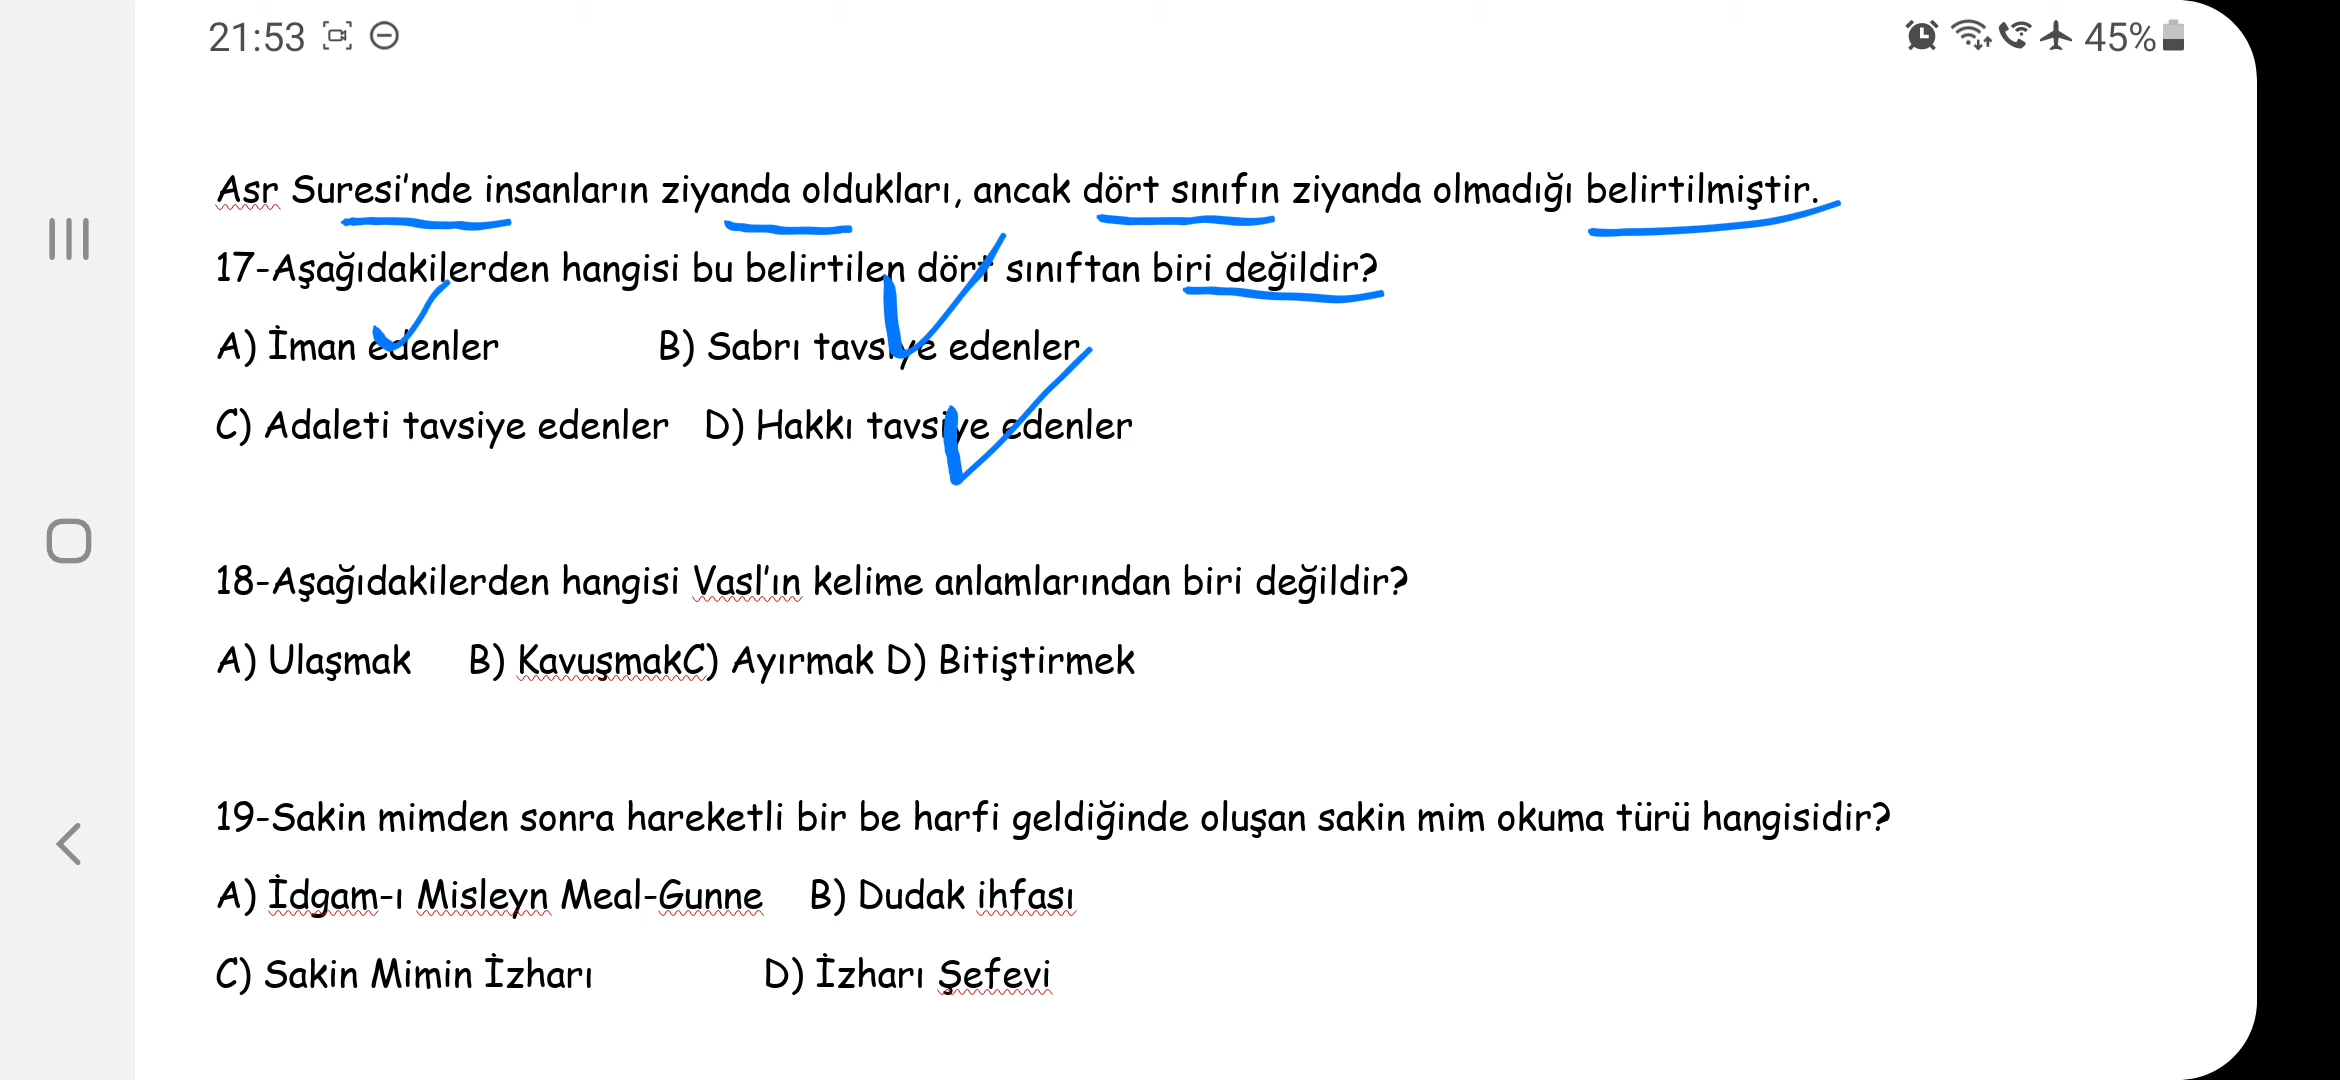 21:53 45%
Asr Suresi'nde insanların ziyanda oldukları, ancak dört sınıfın ziyanda olmadığı belirtilmiştir.
17-Aşağıdakilerden hangisi bu belirtilen dört sınıftan biri değildir?
A) İman edenler B) Sabrı tavsiye edenler
C) Adaleti tavsiye edenler D) Hakkı tavsiye edenler
18-Aşağıdakilerden hangisi Vasl'ın kelime anlamlarından biri değildir?
A) Ulaşmak B) KavuşmakC) Ayırmak D) Bitiştirmek
19-Sakin mimden sonra hareketli bir be harfi geldiğinde oluşan sakin mim okuma türü hangisidir?
A) İdgam-ı Misleyn Meal-Gunne B) Dudak ihfası
C) Sakin Mimin İzharı D) İzharı Şefevi